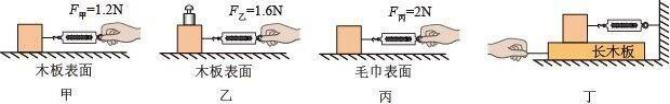 F甲=1.2N
F乙=1.6N
F丙=2N
长木板
木板表面
木板表面
毛巾表面
甲
乙
丙
丁